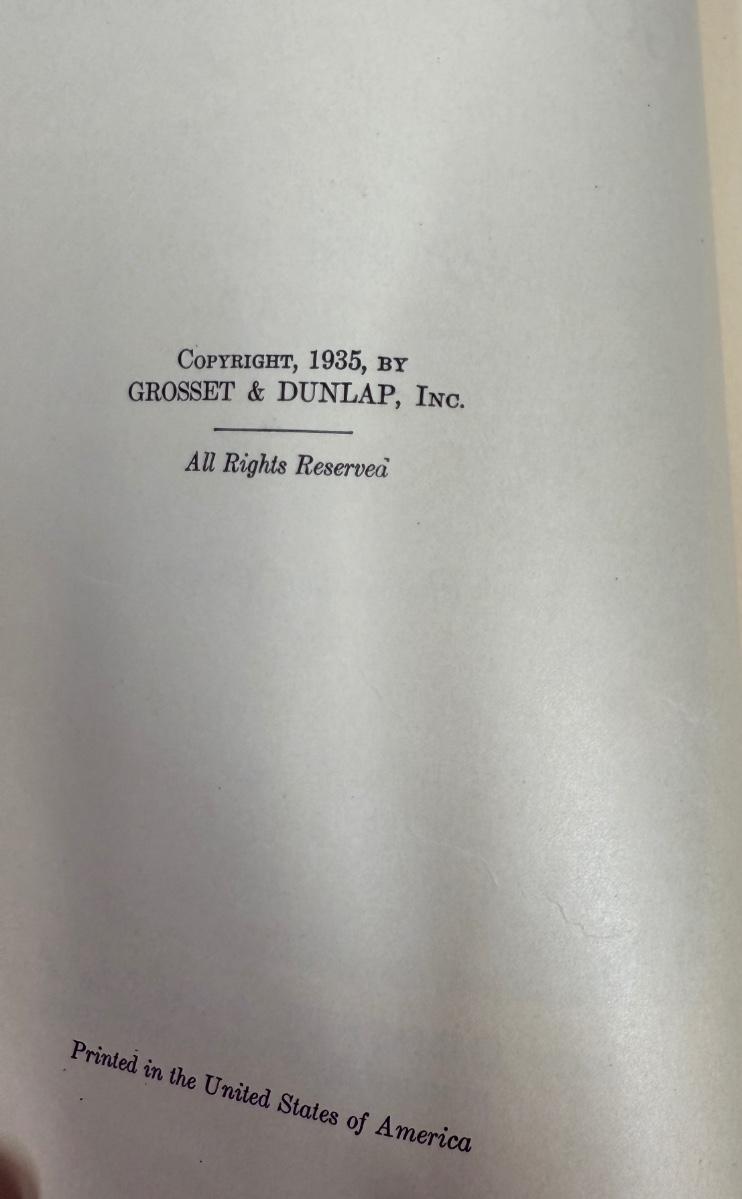 Copyright, 1935, by
GROSSET & DUNLAP, Inc.
All Rights Reserved
Printed in the United States of America